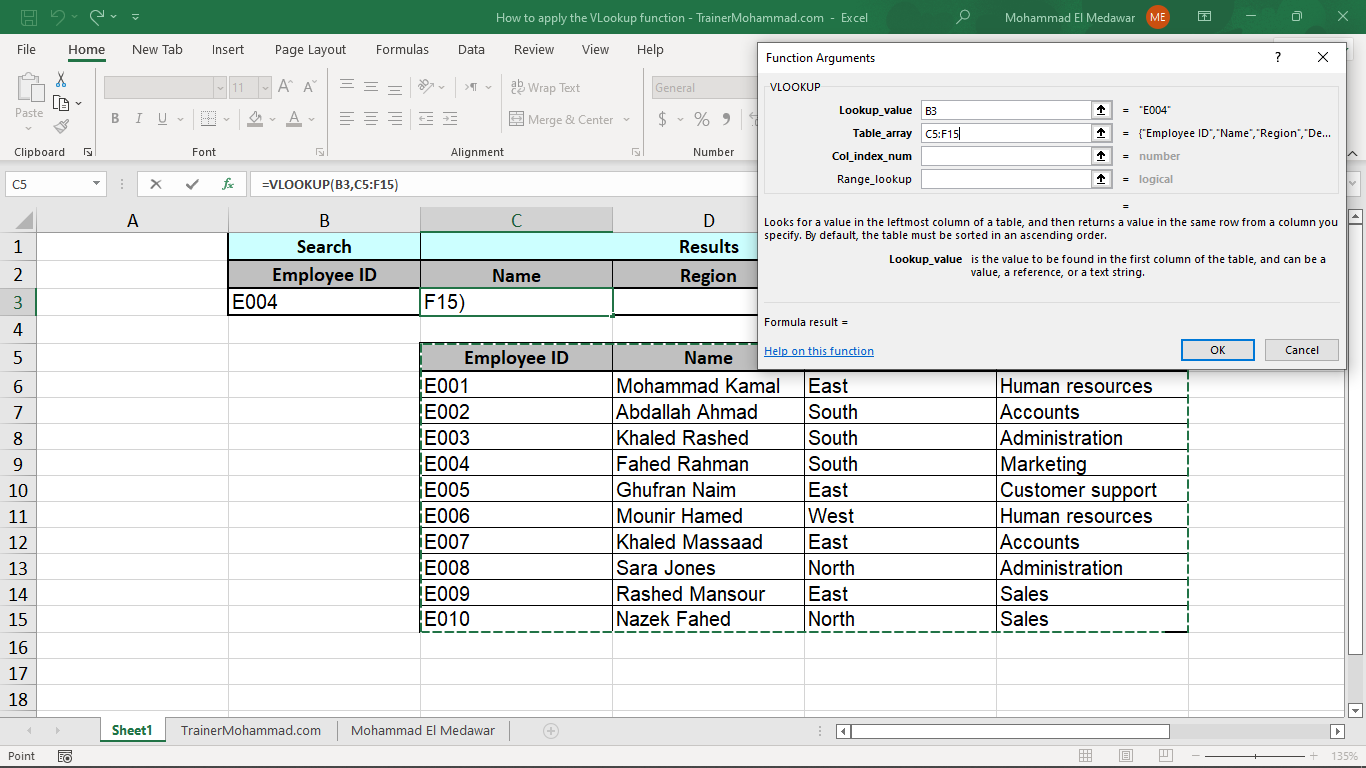 How to apply the VLookup function - TrainerMohammad.com - Excel
Mohammad El Medawar
ME
File Home New Tab Insert Page Layout Formulas Data Review View Help
Paste
11
B I U
A A
A
ab Wrap Text
Merge & Center
General
$ % 9
Clipboard
Font
Alignment
Number
C5
fx
=VLOOKUP(B3,C5:F15)
Function Arguments
?
VLOOKUP
Lookup_value B3 = "E004"
Table_array C5:F15 = {"Employee ID","Name","Region","De...
Col_index_num = number
Range_lookup = logical
=
Looks for a value in the leftmost column of a table, and then returns a value in the same row from a column you
specify. By default, the table must be sorted in an ascending order.
Lookup_value is the value to be found in the first column of the table, and can be a
value, a reference, or a text string.
Formula result =
Help on this function
OK Cancel
A B C D
1 Search Results
2 Employee ID Name Region
3 E004 F15)
4
5 Employee ID Name
6 E001 Mohammad Kamal East Human resources
7 E002 Abdallah Ahmad South Accounts
8 E003 Khaled Rashed South Administration
9 E004 Fahed Rahman South Marketing
10 E005 Ghufran Naim East Customer support
11 E006 Mounir Hamed West Human resources
12 E007 Khaled Massaad East Accounts
13 E008 Sara Jones North Administration
14 E009 Rashed Mansour East Sales
15 E010 Nazek Fahed North Sales
16
17
18
Sheet1 TrainerMohammad.com Mohammad El Medawar
Point
135%